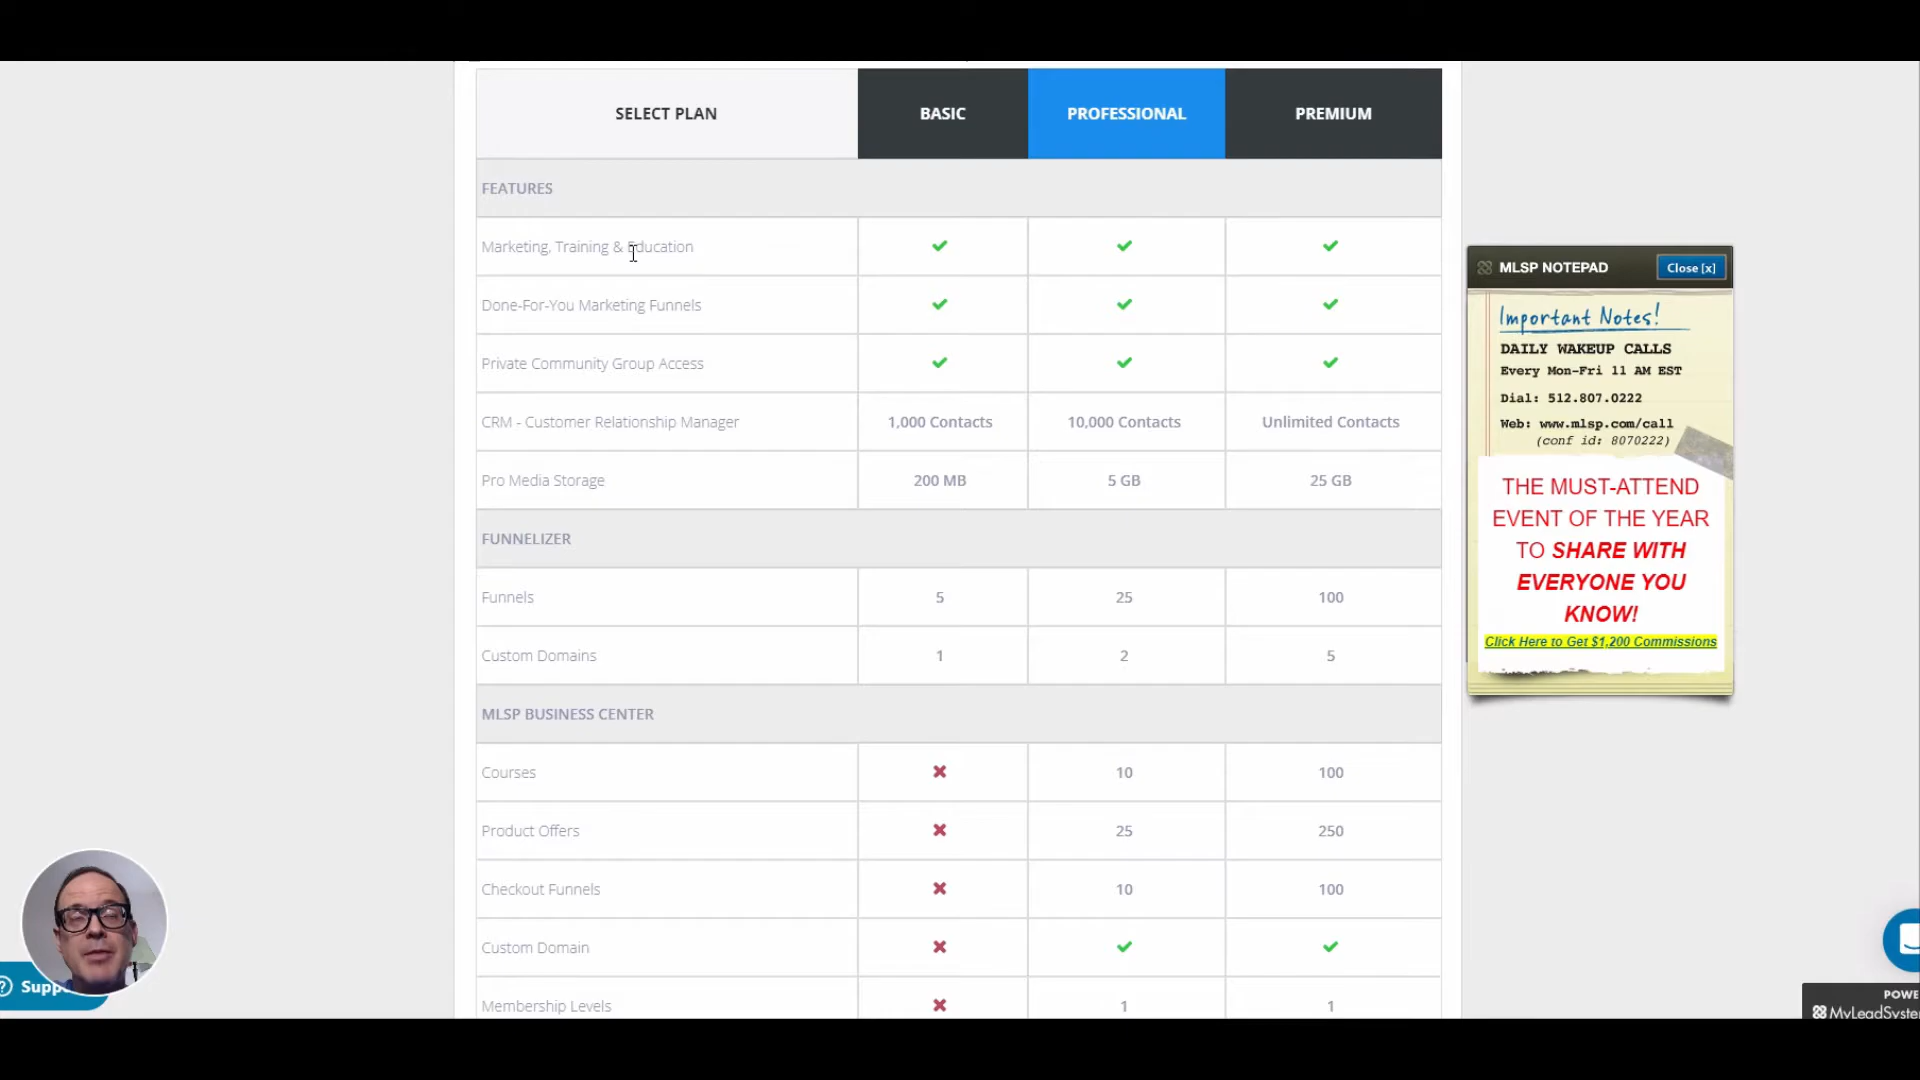 SELECT PLAN BASIC PROFESSIONAL PREMIUM
FEATURES
Marketing, Training & Education
Done-For-You Marketing Funnels
Private Community Group Access
CRM - Customer Relationship Manager 1,000 Contacts 10,000 Contacts Unlimited Contacts
Pro Media Storage 200 MB 5 GB 25 GB
FUNNELIZER
Funnels 5 25 100
Custom Domains 1 2 5
MLSP BUSINESS CENTER
Courses 10 100
Product Offers 25 250
Checkout Funnels 10 100
Custom Domain
Membership Levels 1 1
MLSP NOTEPAD Close [x]
Important Notes!
DAILY WAKEUP CALLS
Every Mon-Fri 11 AM EST
Dial: 512.807.0222
Web: www.mlsp.com/call
(conf id: 8070222)
THE MUST-ATTEND
EVENT OF THE YEAR
TO SHARE WITH
EVERYONE YOU
KNOW!
Click Here to Get $1,200 Commissions
? Supp
POWE
MyLeadSyste